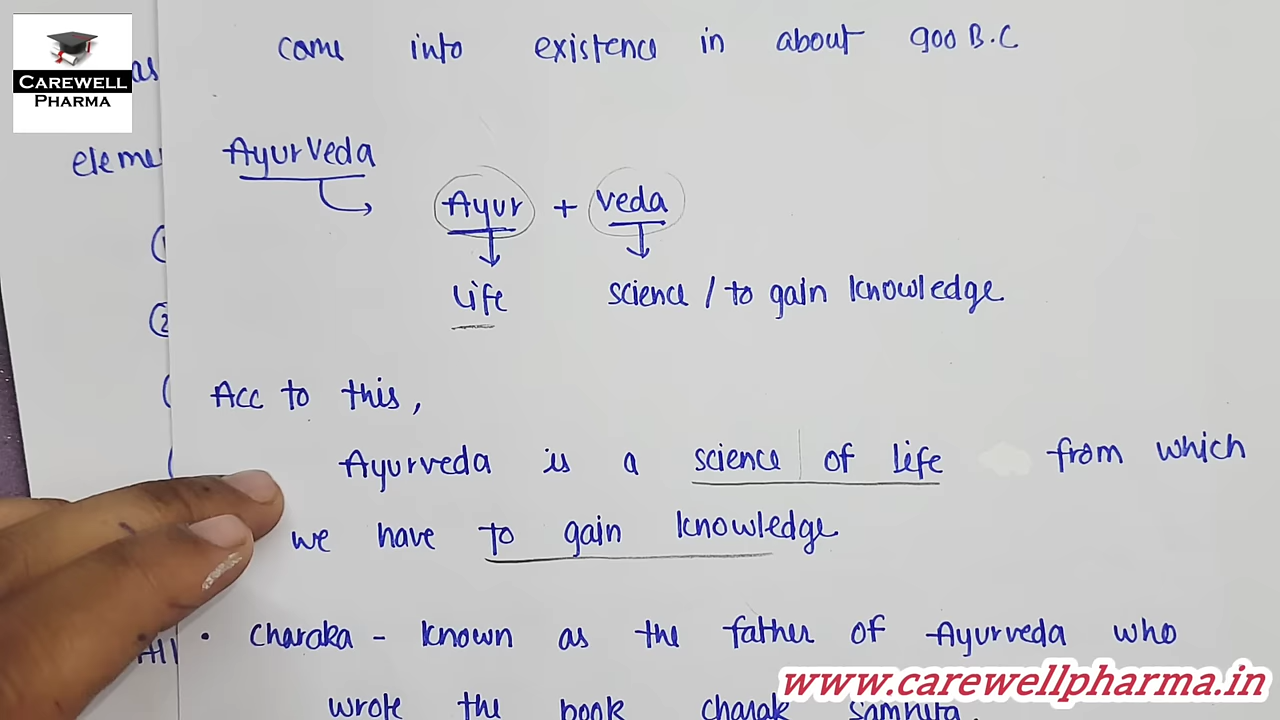 CAREWELL
PHARMA
came into existence in about 900 B.C
as
eleme
AyurVeda
Ayur + veda
life science / to gain knowledge
Acc to this,
Ayurveda is a science of life from which
we have to gain knowledge
• Charaka - known as the father of Ayurveda who
wrote the book charak samhita.
www.carewellpharma.in